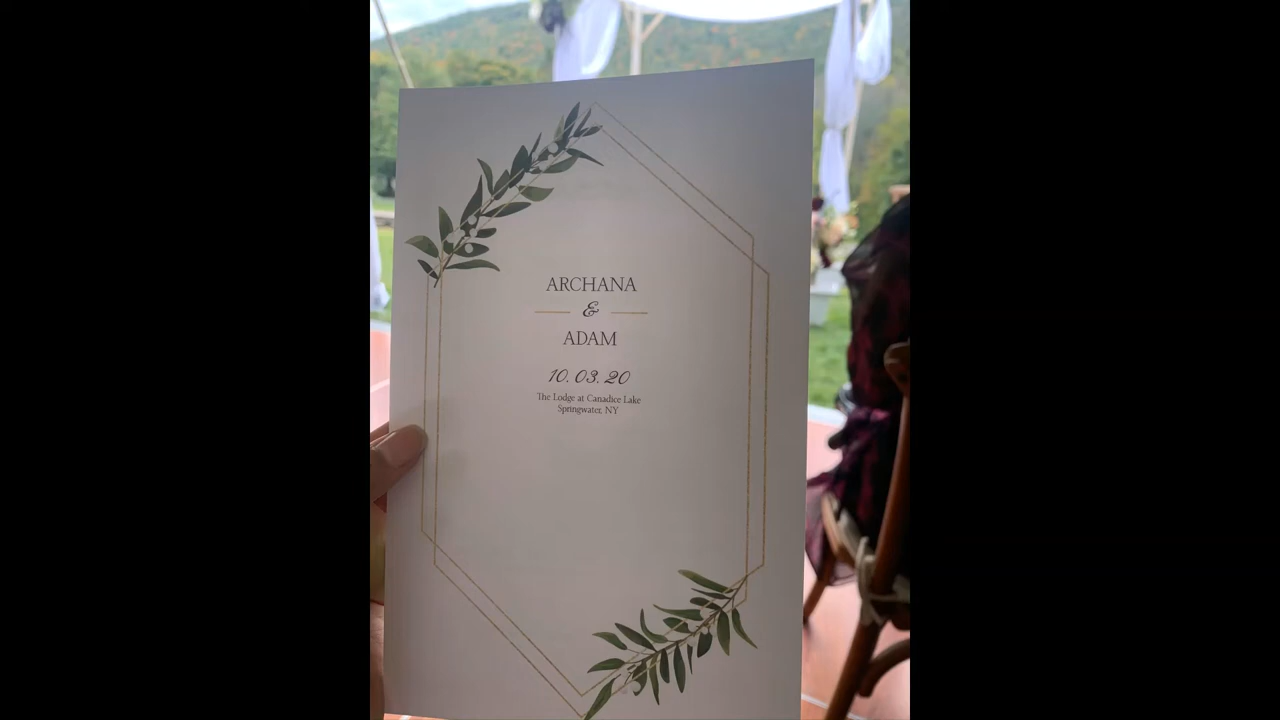 ARCHANA
&
ADAM
10.03.20
The Lodge at Canadice Lake
Springwater, NY